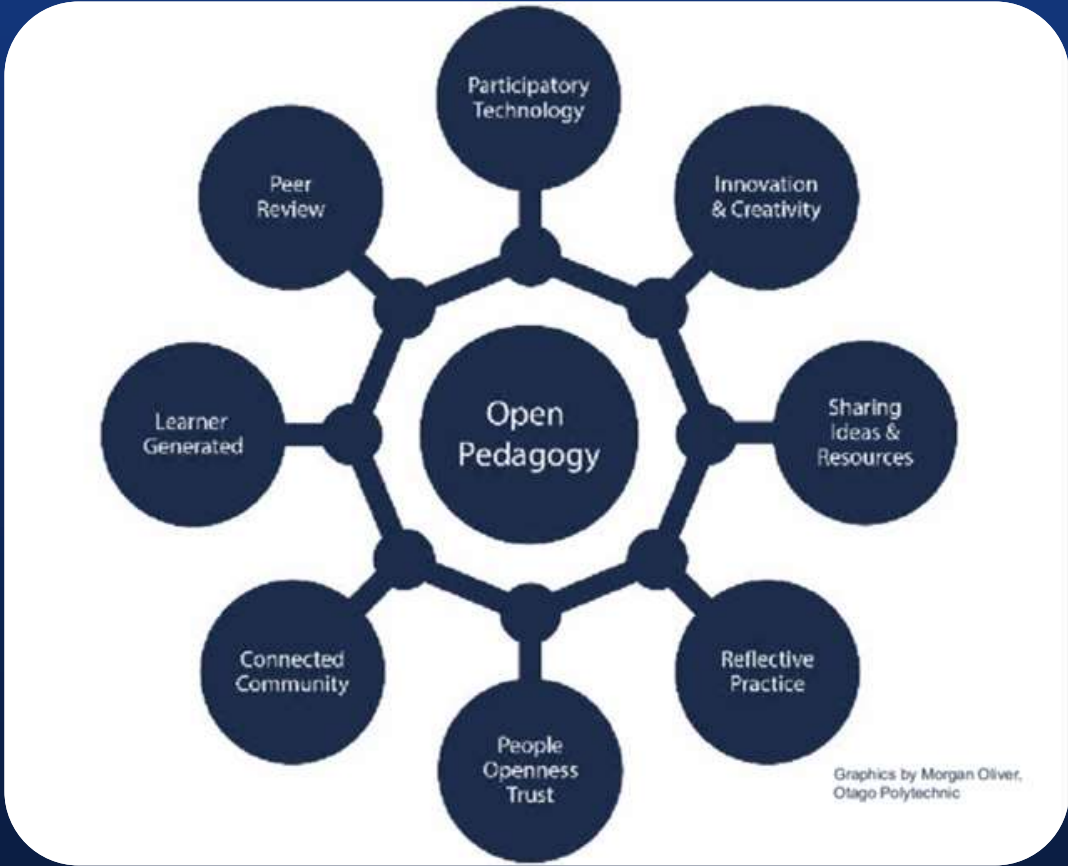 Participatory
Technology
Innovation
& Creativity
Sharing
Ideas &
Resources
Reflective
Practice
People
Openness
Trust
Connected
Community
Learner
Generated
Peer
Review
Open
Pedagogy
Graphics by Morgan Oliver,
Otago Polytechnic